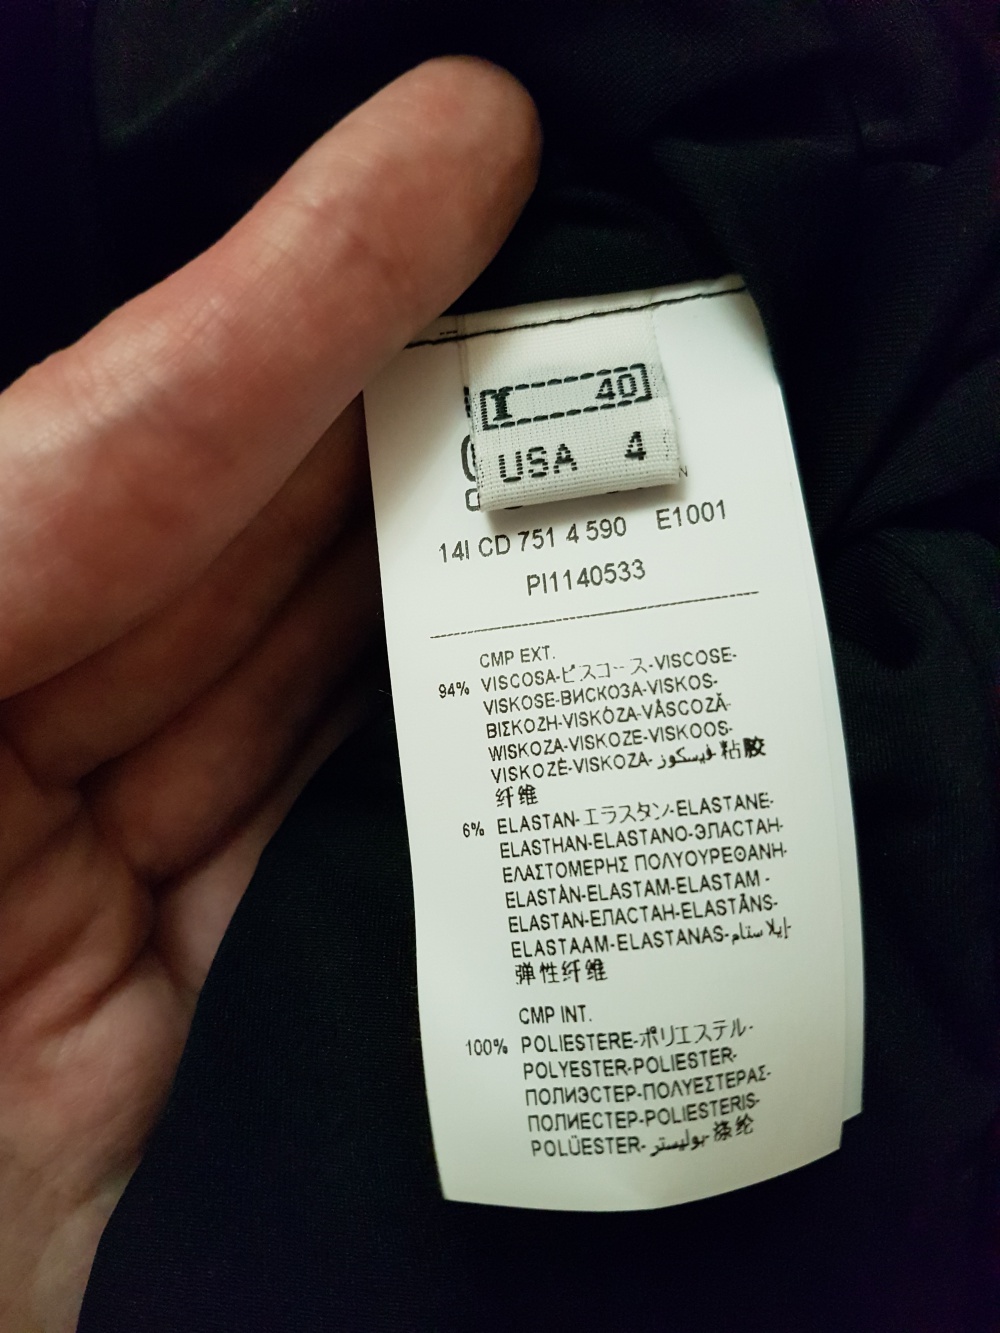 I 40
USA 4
14I CD 751 4 590 E1001
PI1140533
CMP EXT.
94% VISCOSA-ビスコース-VISCOSE-
VISKOSE-ВИСКОЗА-VISKOS-
ΒΙΣΚΟΖΗ-VISKÓZA-VÂSCOZĂ-
WISKOZA-VISKOZE-VISKOOS-
VISKOZĖ-VISKOZA-فيسكوز-粘胶
纤维
6% ELASTAN-エラスタン-ELASTANE-
ELASTHAN-ELASTANO-ЭЛАСТАН-
ΕΛΑΣΤΟΜΕΡΗΣ ΠΟΛΥΟΥΡΕΘΑΝΗ-
ELASTÁN-ELASTAM-ELASTAM-
ELASTAN-ЕЛАСТАН-ELASTĀNS-
ELASTAAM-ELASTANAS-إيلاستام-
弹性纤维
CMP INT.
100% POLIESTERE-ポリエステル-
POLYESTER-POLIESTER-
ПОЛИЭСТЕР-ΠΟΛΥΕΣΤΕΡΑΣ-
ПОЛИЕСТЕР-POLIESTERIS-
POLÜESTER-بوليستر-涤纶